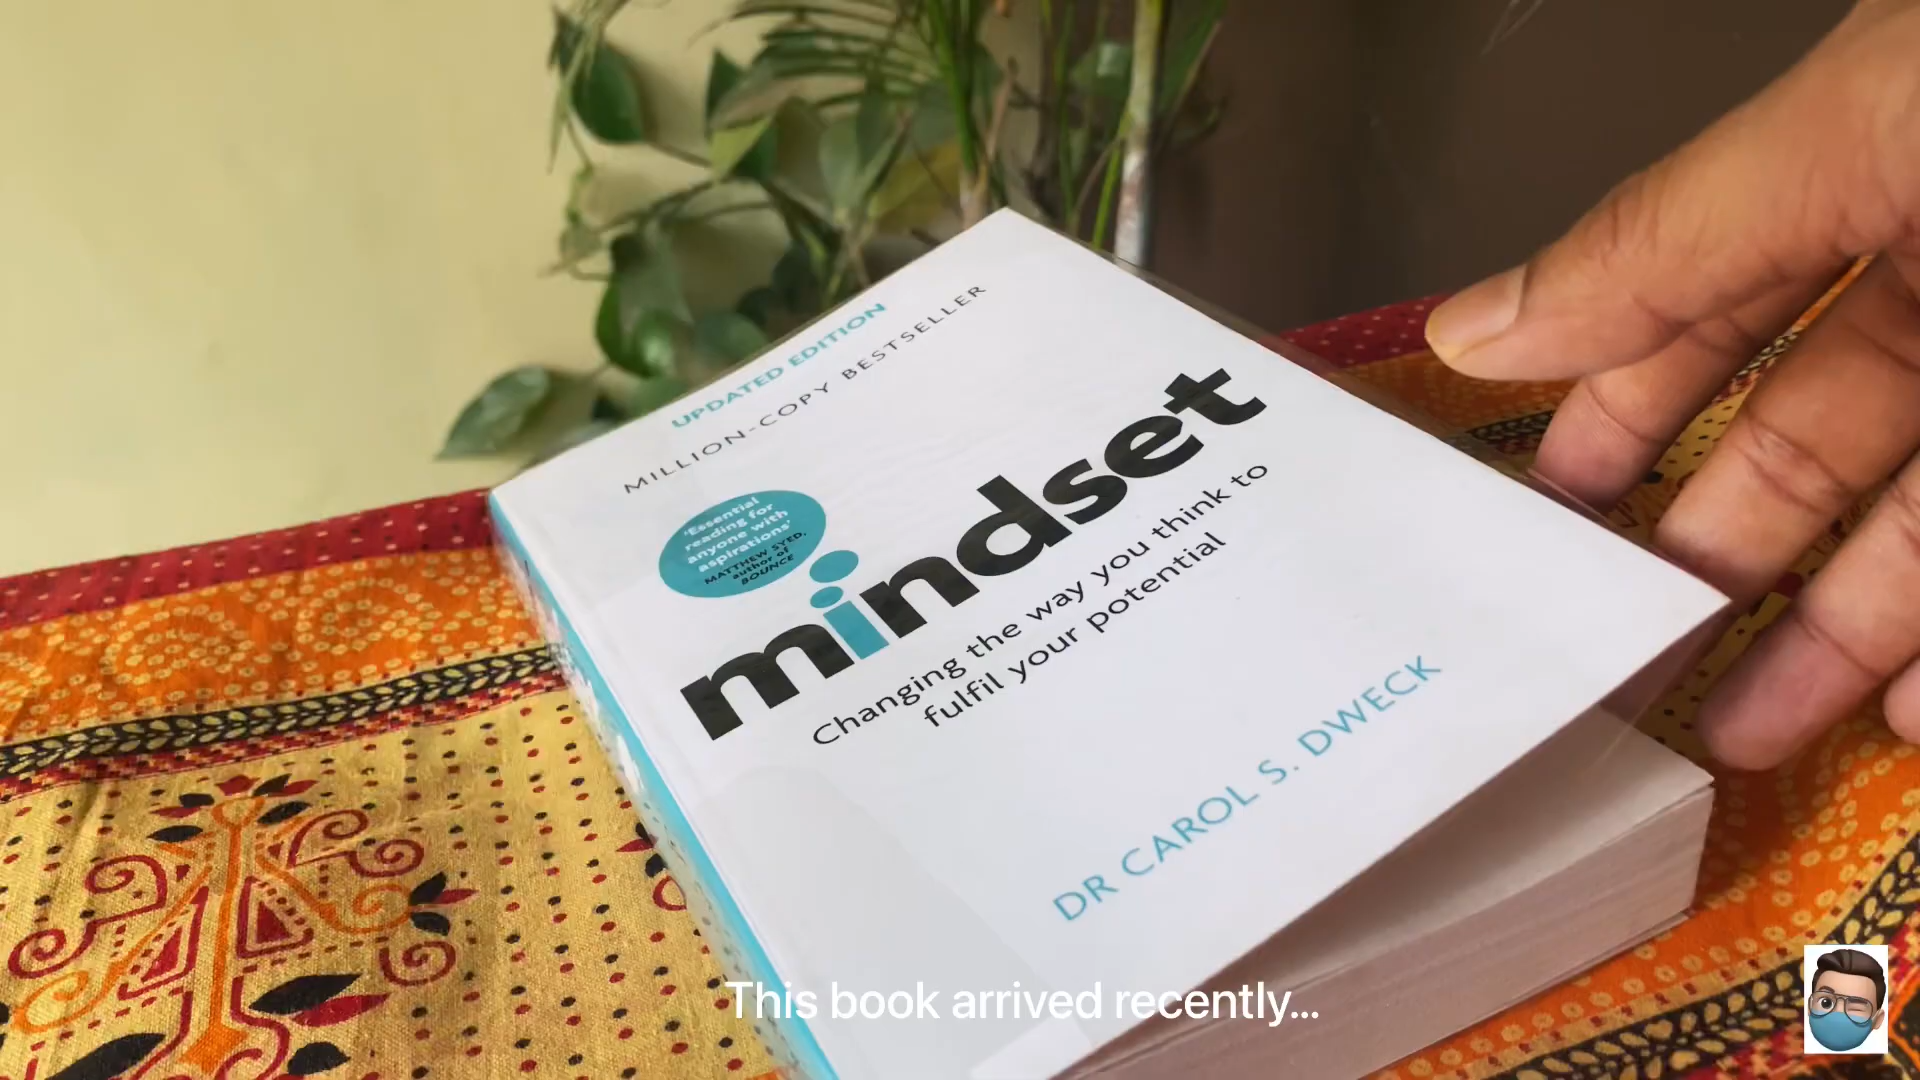 UPDATED EDITION
MILLION-COPY BESTSELLER
'Essential
reading for
anyone with
aspirations'
MATTHEW SYED,
author of
BOUNCE
mindset
Changing the way you think to
fulfil your potential
DR CAROL S. DWECK
This book arrived recently...